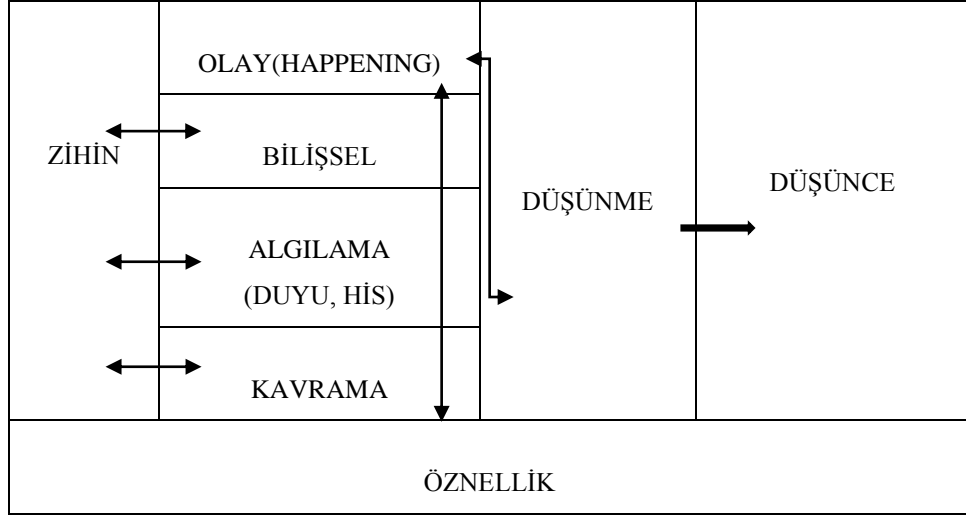 OLAY(HAPPENING)
ZİHİN
BİLİŞSEL
DÜŞÜNME
DÜŞÜNCE
ALGILAMA
(DUYU, HİS)
KAVRAMA
ÖZNELLİK